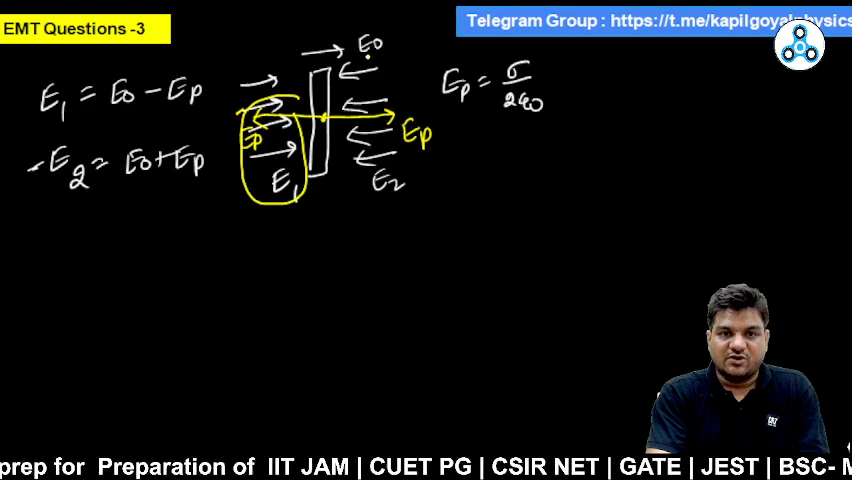 EMT Questions -3
Telegram Group : https://t.me/kapilgoyalphysics
E₁ = E₀ - Ep
- E₂ = E₀ + Ep
E₀
Ep
Ep
E₁
E₂
Ep = σ / 2ε₀
prep for Preparation of IIT JAM | CUET PG | CSIR NET | GATE | JEST | BSC- M